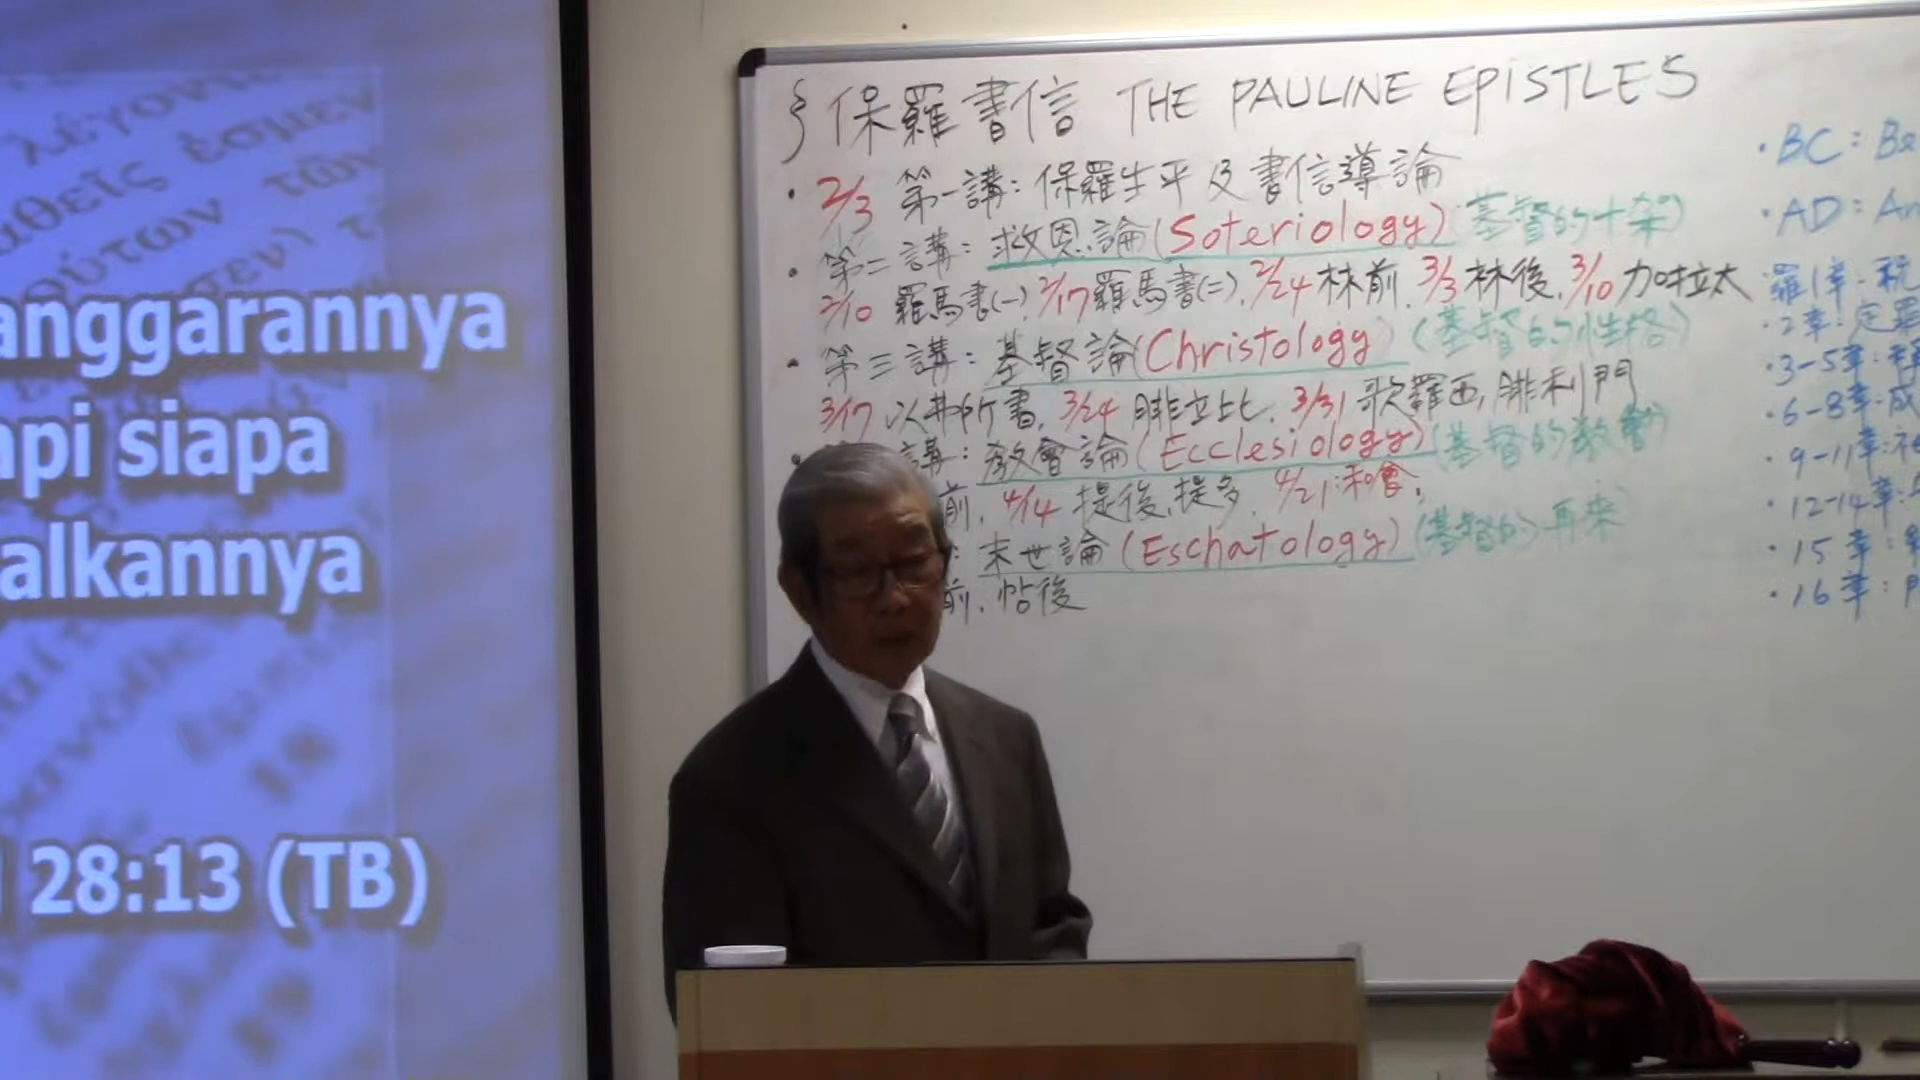 anggarannya
api siapa
alkannya
28:13 (TB)
保羅書信 THE PAULINE EPISTLES
· 2/3 第一講: 保羅生平及書信導論
· 第二講: 救恩論(Soteriology) (基督的十架)
2/10 羅馬書(一), 2/17 羅馬書(二), 2/24 林前, 3/3 林後, 3/10 加拉太
· 第三講: 基督論(Christology) (基督的性格)
3/17 以弗所書, 3/24 腓立比, 3/31 歌羅西, 腓利門
講: 教會論(Ecclesiology) (基督的教會)
前, 4/14 提後, 提多, 4/21:
: 末世論(Eschatology) (基督的再來)
前, 帖後
· BC: Be
· AD: An
羅1章-
· 2章: 定罪
· 3-5章: 稱
· 6-8章: 成
· 9-11章:
· 12-14章:
· 15章:
· 16章: 問